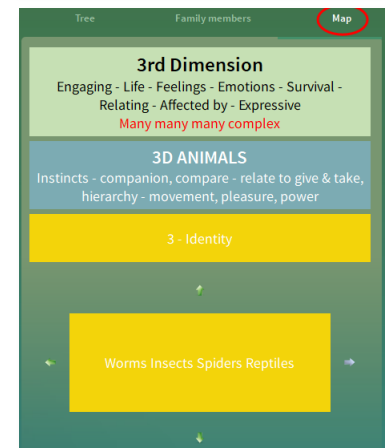 Tree Family members Map
3rd Dimension
Engaging - Life - Feelings - Emotions - Survival -
Relating - Affected by - Expressive
Many many many complex
3D ANIMALS
Instincts - companion, compare - relate to give & take,
hierarchy - movement, pleasure, power
3 - Identity
Worms Insects Spiders Reptiles